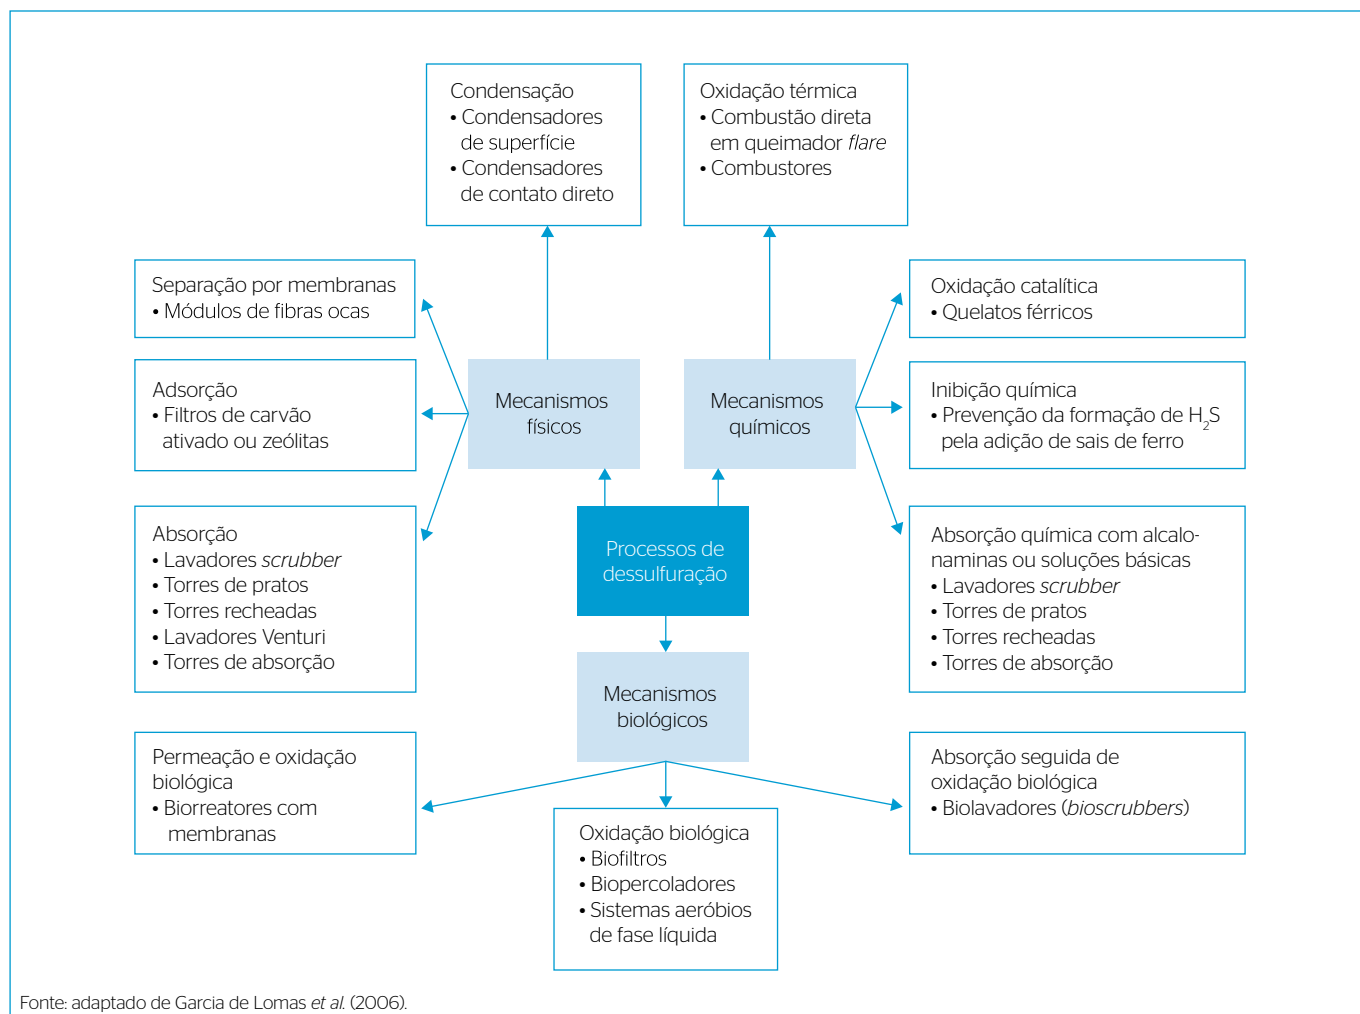 Condensação
• Condensadores
de superfície
• Condensadores
de contato direto
Oxidação térmica
• Combustão direta
em queimador flare
• Combustores
Separação por membranas
• Módulos de fibras ocas
Oxidação catalítica
• Quelatos férricos
Adsorção
• Filtros de carvão
ativado ou zeólitas
Mecanismos
físicos
Mecanismos
químicos
Inibição química
• Prevenção da formação de H₂S
pela adição de sais de ferro
Absorção
• Lavadores scrubber
• Torres de pratos
• Torres recheadas
• Lavadores Venturi
• Torres de absorção
Processos de
dessulfuração
Absorção química com alcalo-
naminas ou soluções básicas
• Lavadores scrubber
• Torres de pratos
• Torres recheadas
• Torres de absorção
Mecanismos
biológicos
Permeação e oxidação
biológica
• Biorreatores com
membranas
Oxidação biológica
• Biofiltros
• Biopercoladores
• Sistemas aeróbios
de fase líquida
Absorção seguida de
oxidação biológica
• Biolavadores (bioscrubbers)
Fonte: adaptado de Garcia de Lomas et al. (2006).